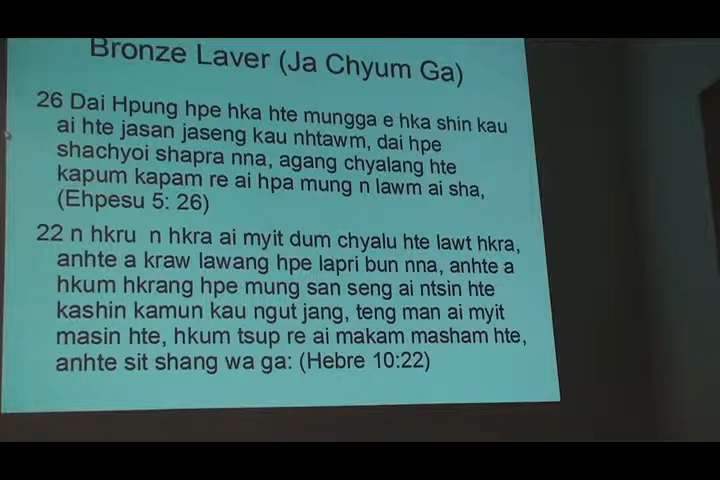 Bronze Laver (Ja Chyum Ga)
26 Dai Hpung hpe hka hte mungga e hka shin kau
ai hte jasan jaseng kau nhtawm, dai hpe
shachyoi shapra nna, agang chyalang hte
kapum kapam re ai hpa mung n lawm ai sha,
(Ehpesu 5: 26)
22 n hkru n hkra ai myit dum chyalu hte lawt hkra,
anhte a kraw lawang hpe lapri bun nna, anhte a
hkum hkrang hpe mung san seng ai ntsin hte
kashin kamun kau ngut jang, teng man ai myit
masin hte, hkum tsup re ai makam masham hte,
anhte sit shang wa ga: (Hebre 10:22)